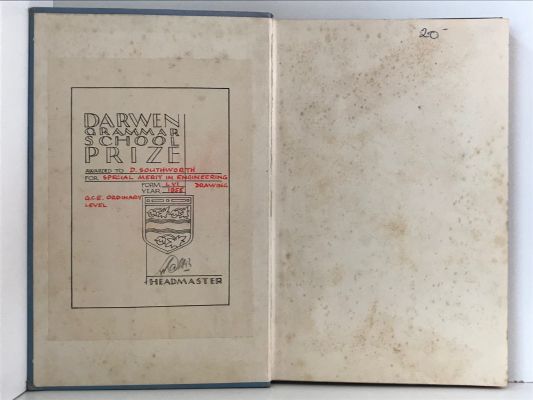 20
DARWEN
GRAMMAR
SCHOOL
PRIZE
AWARDED TO D. SOUTHWORTH
FOR SPECIAL MERIT IN ENGINEERING
FORM L.VI. DRAWING
YEAR
G.C.E. ORDINARY
LEVEL
HEADMASTER